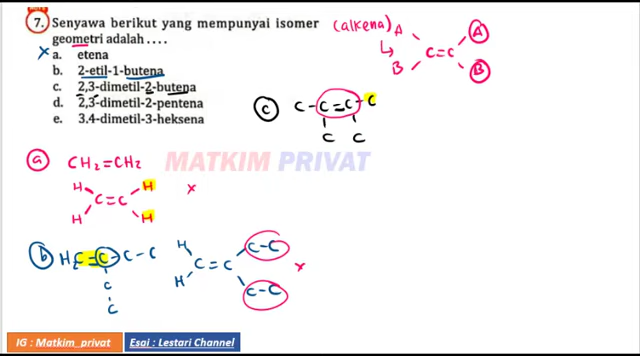 7. Senyawa berikut yang mempunyai isomer
geometri adalah ....
x a. etena
b. 2-etil-1-butena
c. 2,3-dimetil-2-butena
d. 2,3-dimetil-2-pentena
e. 3,4-dimetil-3-heksena
(alkena)
A A
C=C
B B
c C-C=C-C
C C
a CH₂=CH₂
MATKIM PRIVAT
H H
C=C x
H H
b H₂C=C-C-C
C
C
H C-C
C=C x
H C-C
IG : Matkim_privat
Esai : Lestari Channel